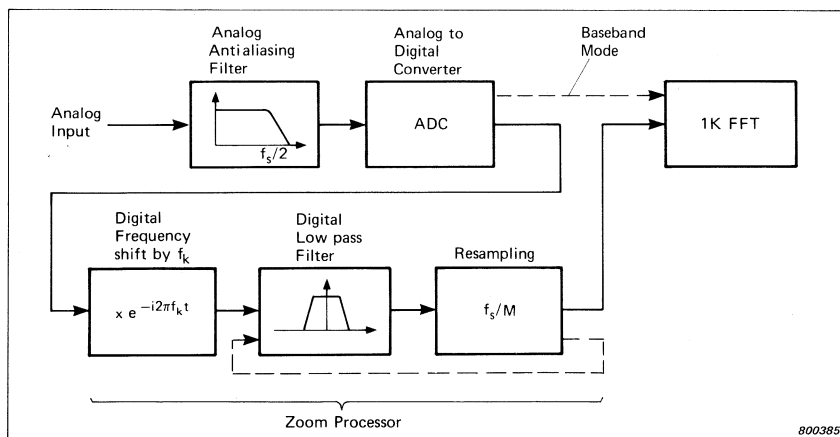 Analog
Antialiasing
Filter
Analog to
Digital
Converter
Baseband
Mode
Analog
Input
f_s/2
ADC
1K FFT
Digital
Frequency
shift by f_k
Digital
Low pass
Filter
Resampling
x e^{-i2πf_kt}
f_s/M
Zoom Processor
800385